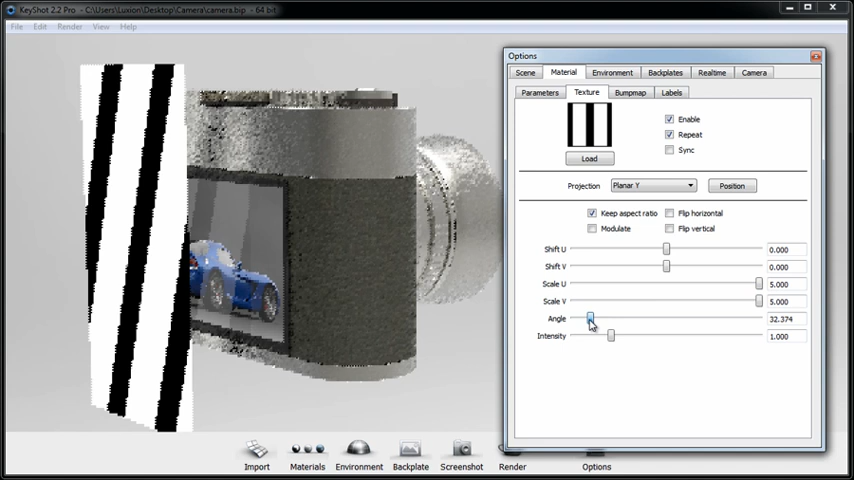 KeyShot 2.2 Pro - C:\Users\Luxion\Desktop\Camera\camera.bip - 64 bit
File Edit Render View Help
Options
Scene Material Environment Backplates Realtime Camera
Parameters Texture Bumpmap Labels
Enable
Repeat
Sync
Load
Projection Planar Y Position
Keep aspect ratio Flip horizontal
Modulate Flip vertical
Shift U 0.000
Shift V 0.000
Scale U 5.000
Scale V 5.000
Angle 32.374
Intensity 1.000
Import Materials Environment Backplate Screenshot Render Options